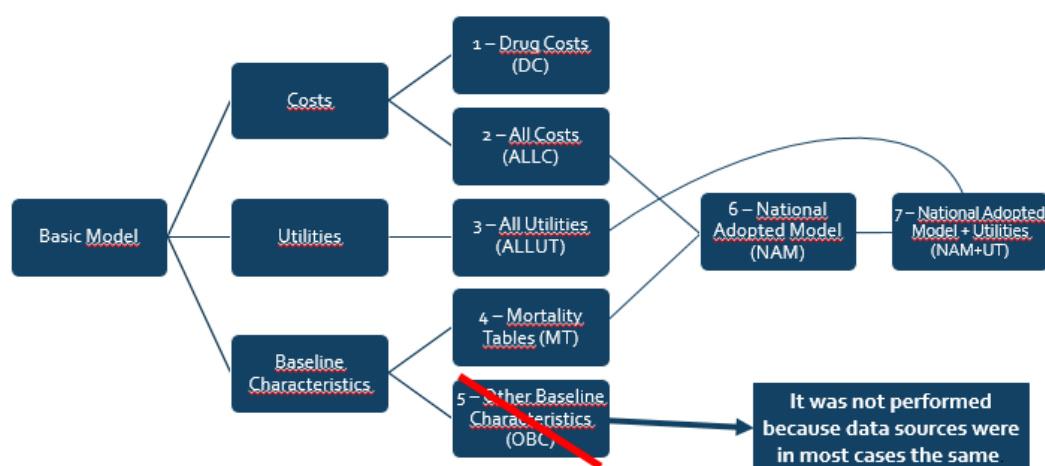 1 – Drug Costs
(DC)
Costs
2 – All Costs
(ALLC)
Basic Model
Utilities
3 – All Utilities
(ALLUT)
6 – National
Adopted Model
(NAM)
7 – National Adopted
Model + Utilities
(NAM+UT)
4 – Mortality
Tables (MT)
Baseline
Characteristics
5 – Other Baseline
Characteristics
(OBC)
It was not performed
because data sources were
in most cases the same